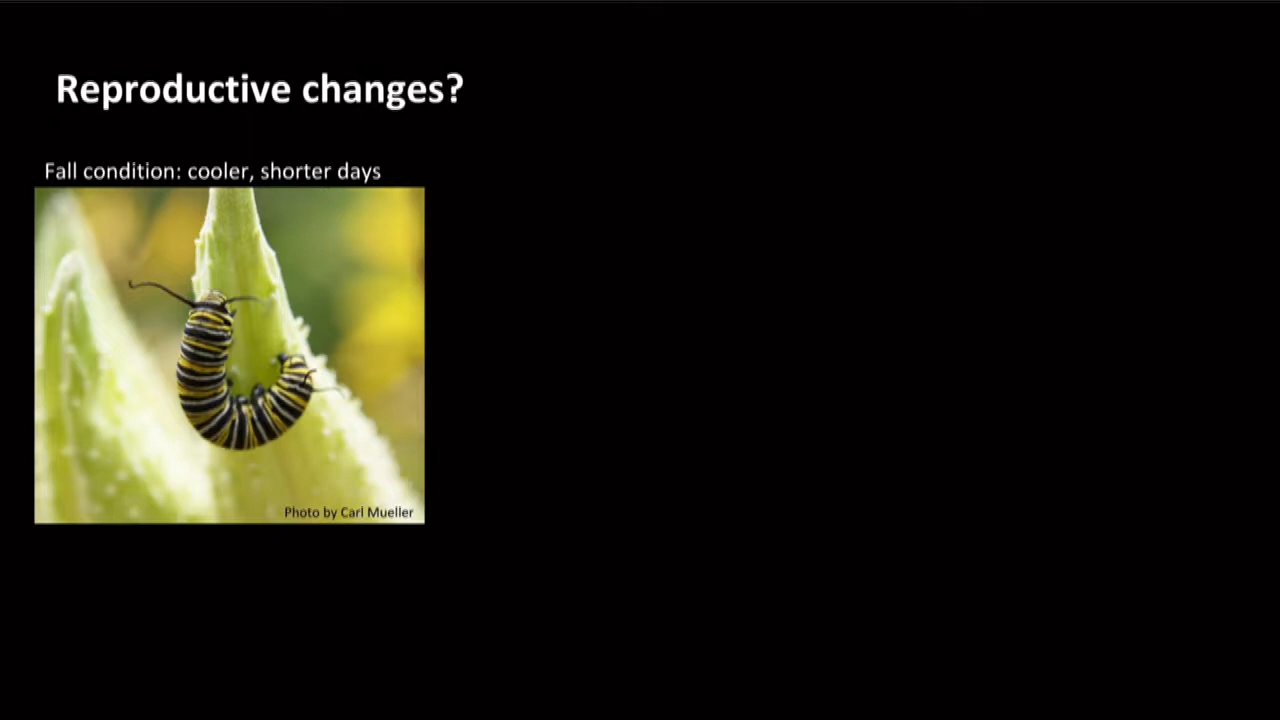 Reproductive changes?
Fall condition: cooler, shorter days
Photo by Carl Mueller